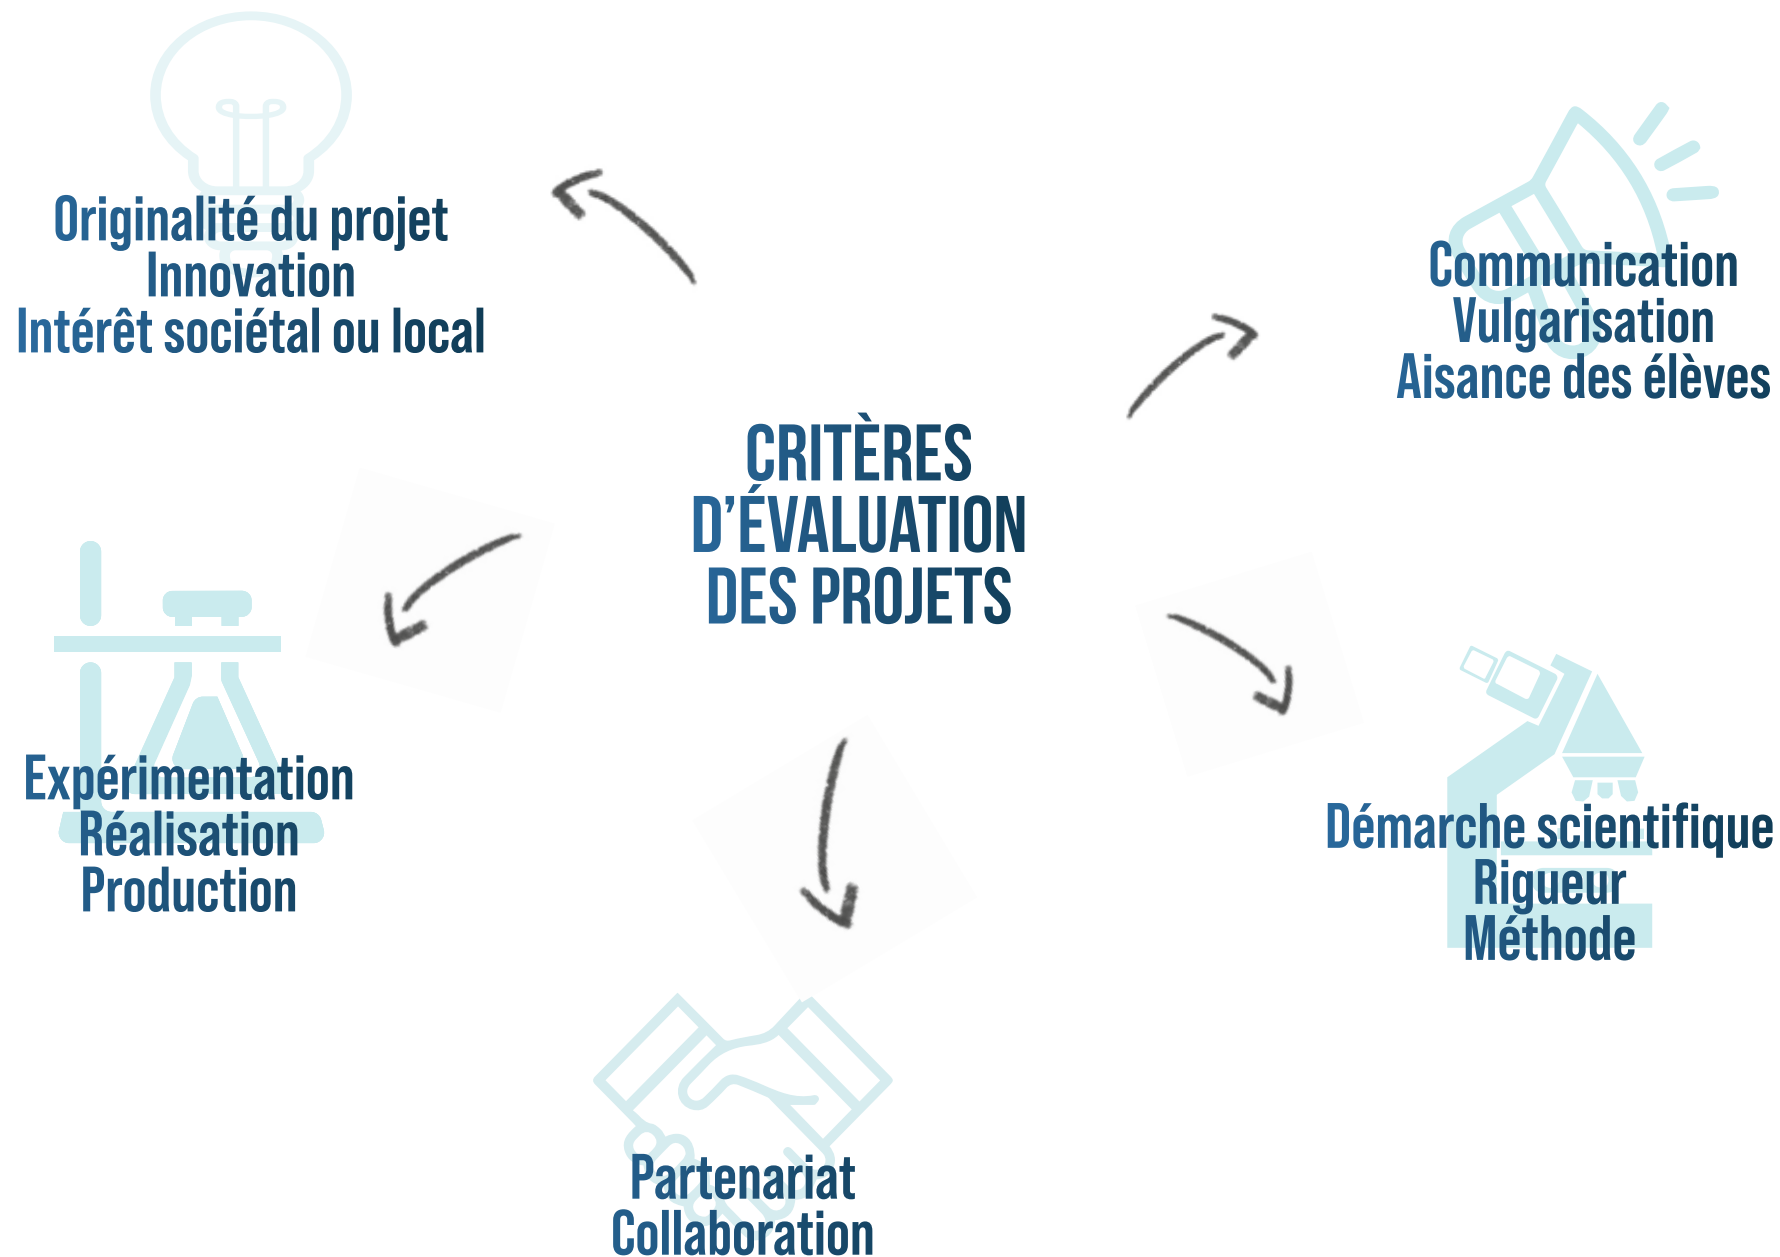 Originalité du projet
Innovation
Intérêt sociétal ou local
Communication
Vulgarisation
Aisance des élèves
CRITÈRES
D’ÉVALUATION
DES PROJETS
Expérimentation
Réalisation
Production
Démarche scientifique
Rigueur
Méthode
Partenariat
Collaboration